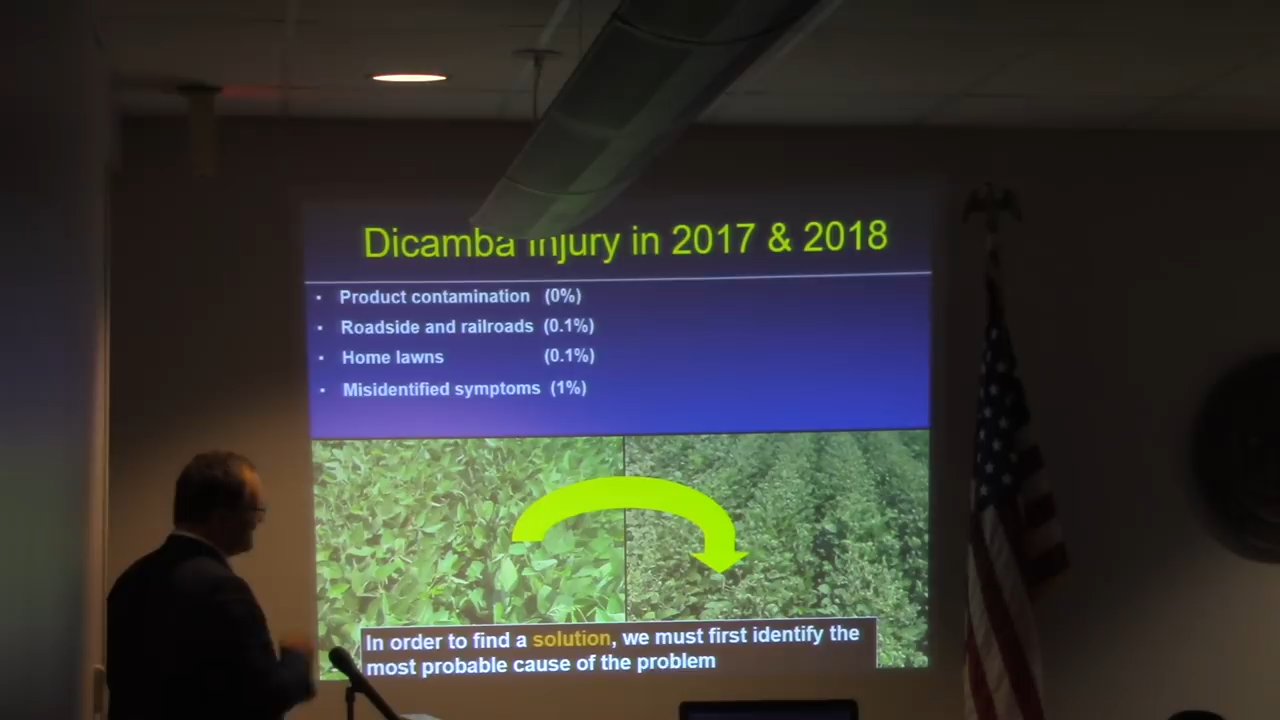 Dicamba Injury in 2017 & 2018
• Product contamination (0%)
• Roadside and railroads (0.1%)
• Home lawns (0.1%)
• Misidentified symptoms (1%)
In order to find a solution, we must first identify the
most probable cause of the problem